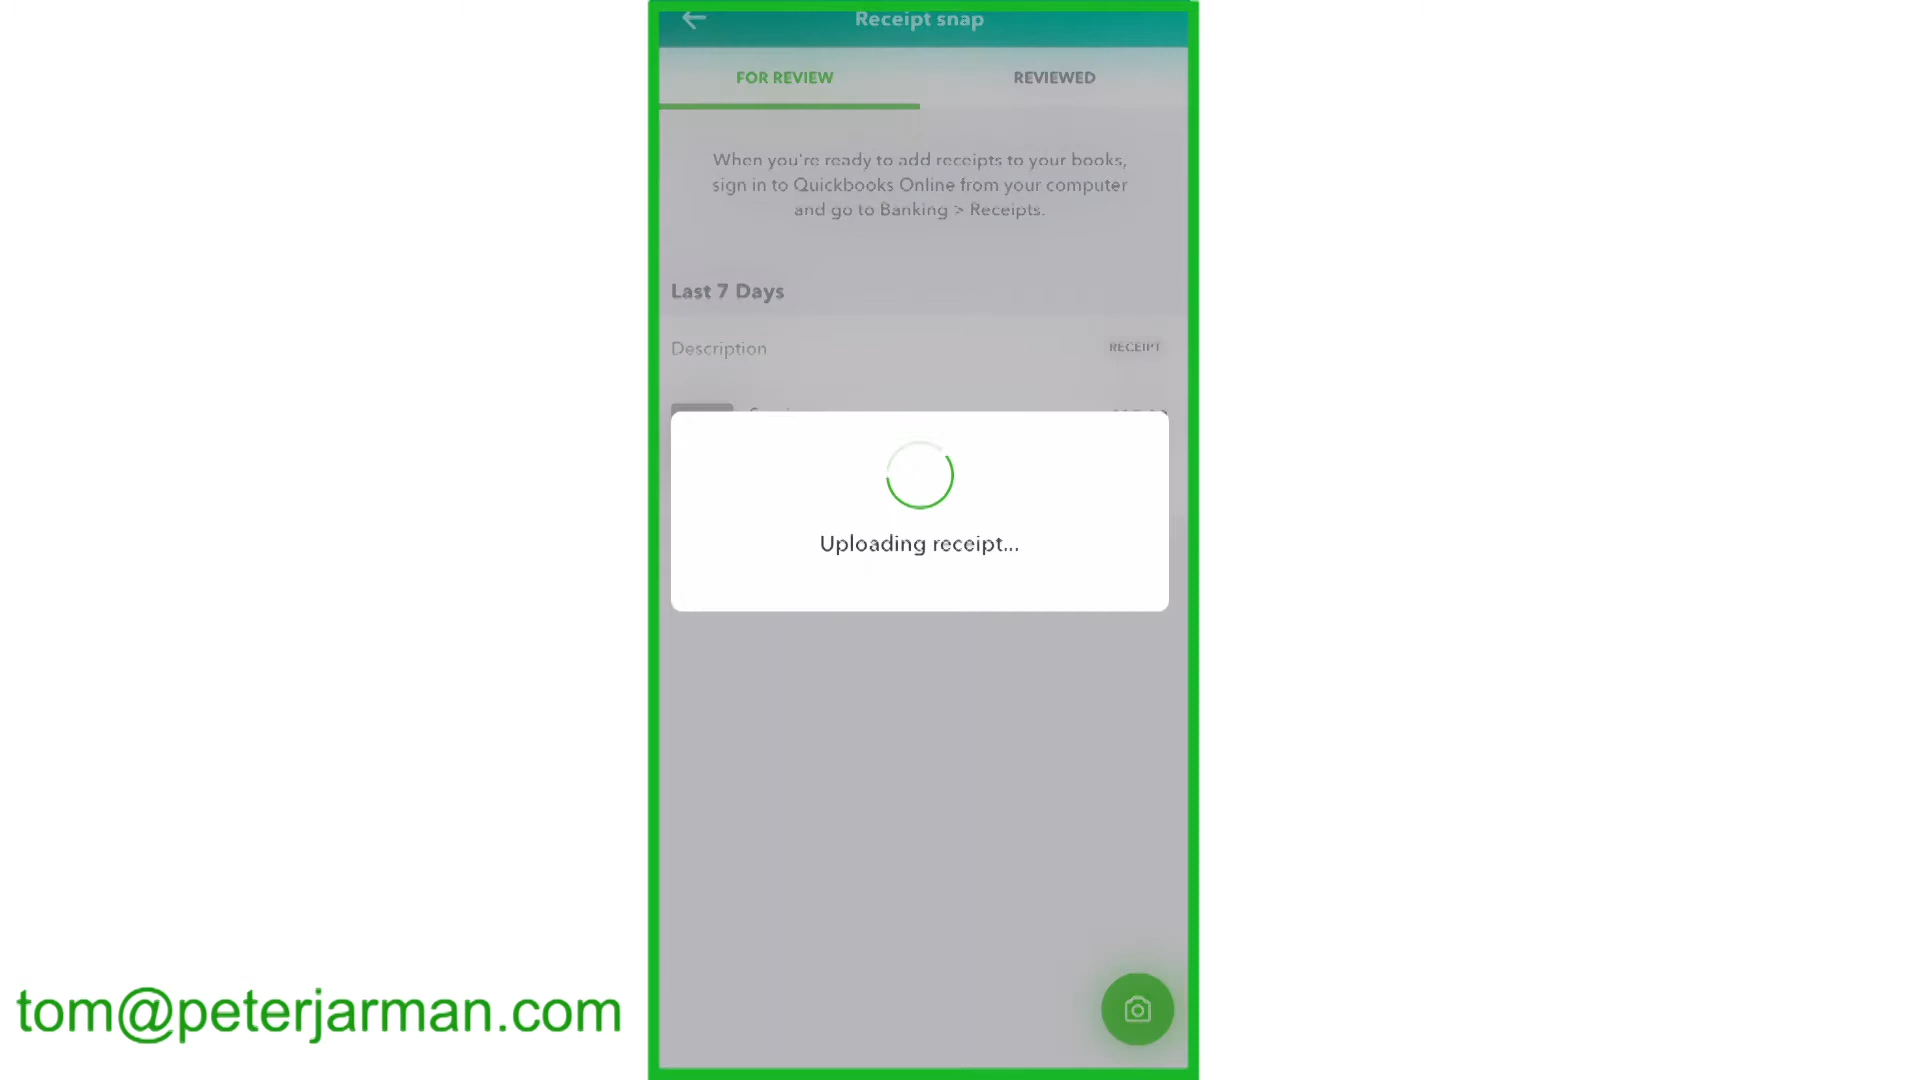 Receipt snap
FOR REVIEW
REVIEWED
When you're ready to add receipts to your books,
sign in to Quickbooks Online from your computer
and go to Banking > Receipts.
Last 7 Days
Description
RECEIPT
Uploading receipt...
tom@peterjarman.com